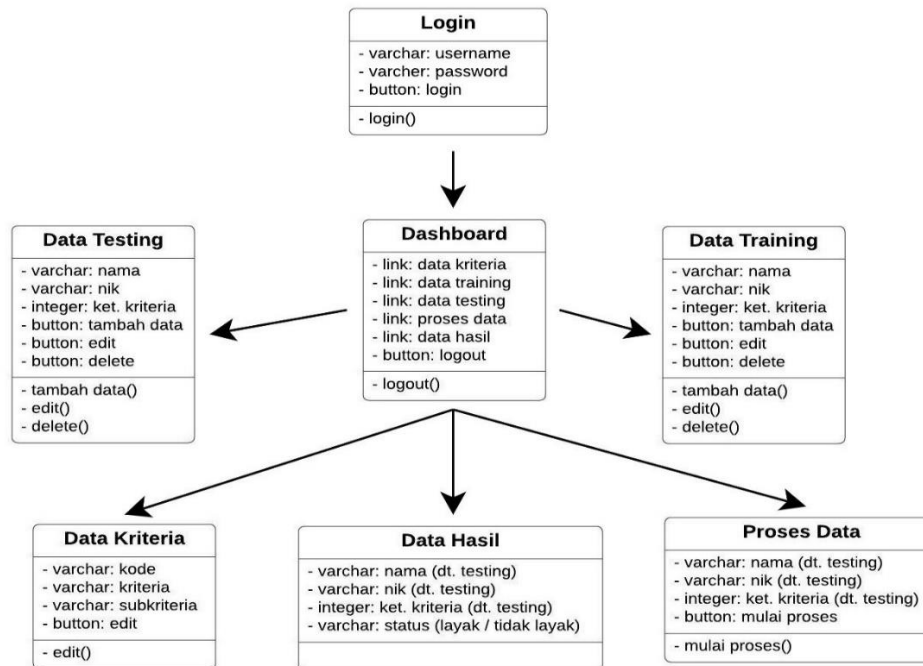 Login
- varchar: username
- varcher: password
- button: login
- login()
Data Testing
- varchar: nama
- varchar: nik
- integer: ket. kriteria
- button: tambah data
- button: edit
- button: delete
- tambah data()
- edit()
- delete()
Dashboard
- link: data kriteria
- link: data training
- link: data testing
- link: proses data
- link: data hasil
- button: logout
- logout()
Data Training
- varchar: nama
- varchar: nik
- integer: ket. kriteria
- button: tambah data
- button: edit
- button: delete
- tambah data()
- edit()
- delete()
Data Kriteria
- varchar: kode
- varchar: kriteria
- varchar: subkriteria
- button: edit
- edit()
Data Hasil
- varchar: nama (dt. testing)
- varchar: nik (dt. testing)
- integer: ket. kriteria (dt. testing)
- varchar: status (layak / tidak layak)
Proses Data
- varchar: nama (dt. testing)
- varchar: nik (dt. testing)
- integer: ket. kriteria (dt. testing)
- button: mulai proses
- mulai proses()